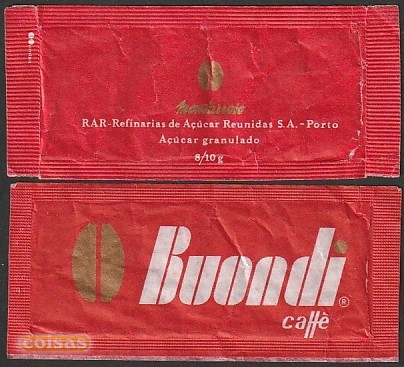 RAR-Refinarias de Açúcar Reunidas S.A.-Porto
Açúcar granulado
8/10 g
Buondi
®
caffè
coisas